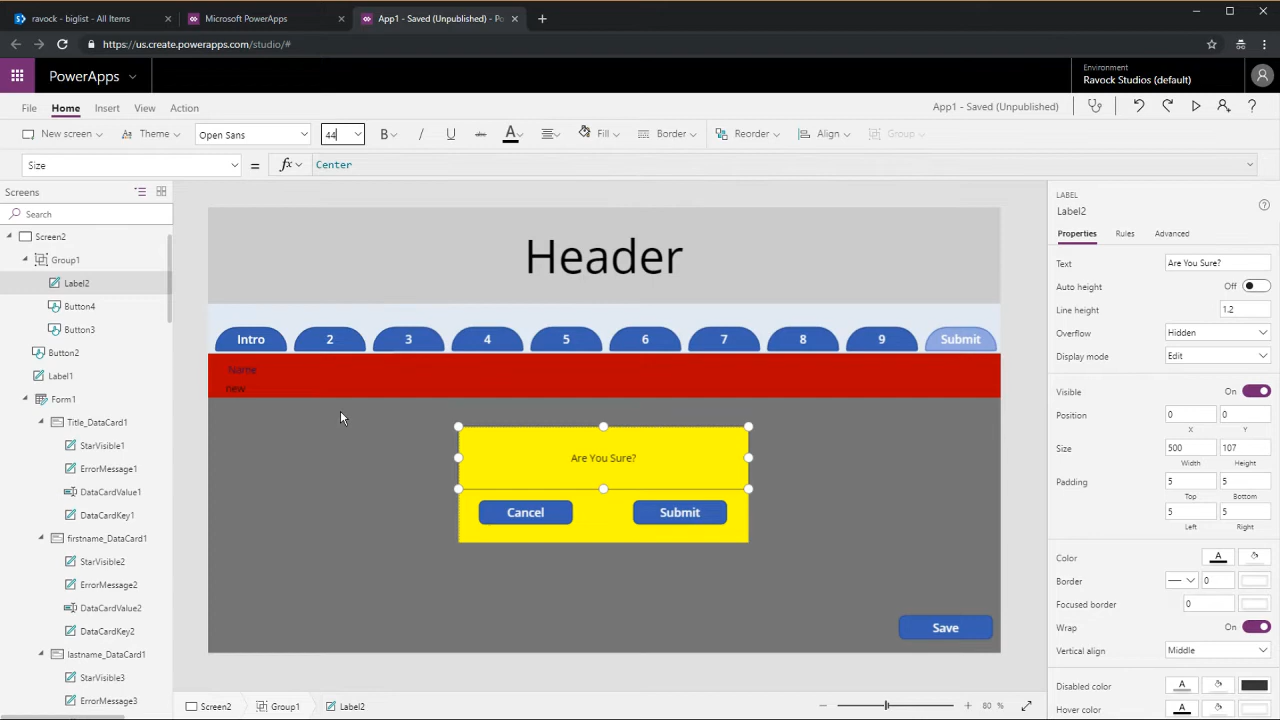 ravock - biglist - All Items
Microsoft PowerApps
App1 - Saved (Unpublished) - Po
https://us.create.powerapps.com/studio/#
PowerApps
Environment
Ravock Studios (default)
File Home Insert View Action
App1 - Saved (Unpublished)
New screen Theme Open Sans 44 B / U abc A Fill Border Reorder Align Group
Size = fx Center
Screens
Search
Screen2
Group1
Label2
Button4
Button3
Button2
Label1
Form1
Title_DataCard1
StarVisible1
ErrorMessage1
DataCardValue1
DataCardKey1
firstname_DataCard1
StarVisible2
ErrorMessage2
DataCardValue2
DataCardKey2
lastname_DataCard1
StarVisible3
ErrorMessage3
Header
Intro 2 3 4 5 6 7 8 9 Submit
Name
new
Are You Sure?
Cancel Submit
Save
Screen2 Group1 Label2
80 %
LABEL
Label2
Properties Rules Advanced
Text Are You Sure?
Auto height Off
Line height 1.2
Overflow Hidden
Display mode Edit
Visible On
Position 0 0
X Y
Size 500 107
Width Height
Padding 5 5
Top Bottom
5 5
Left Right
Color A
Border 0
Focused border 0
Wrap On
Vertical align Middle
Disabled color A
Hover color A